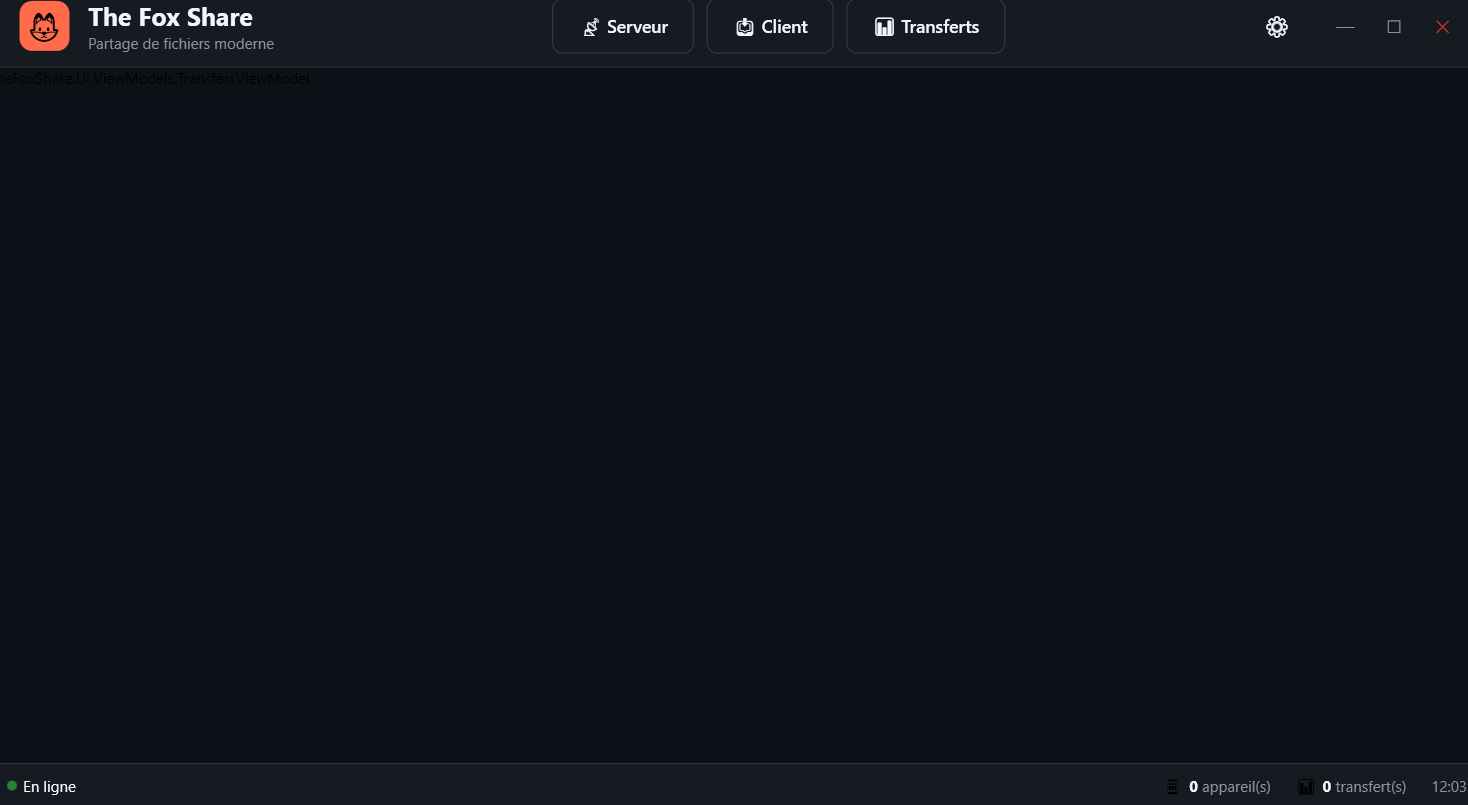 The Fox Share
Partage de fichiers moderne
Serveur
Client
Transferts
heFoxShare.UI.ViewModels.TransfersViewModel
En ligne
0 appareil(s)
0 transfert(s)
12:03